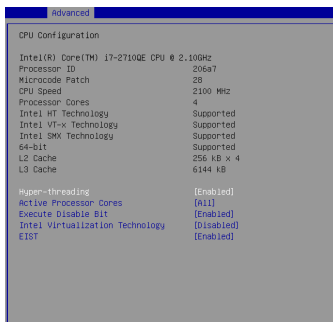 Advanced
CPU Configuration
Intel(R) Core(TM) i7-2710QE CPU @ 2.10GHz
Processor ID 206a7
Microcode Patch 28
CPU Speed 2100 MHz
Processor Cores 4
Intel HT Technology Supported
Intel VT-x Technology Supported
Intel SMX Technology Supported
64-bit Supported
L2 Cache 256 kB x 4
L3 Cache 6144 kB
Hyper-threading [Enabled]
Active Processor Cores [All]
Execute Disable Bit [Enabled]
Intel Virtualization Technology [Disabled]
EIST [Enabled]